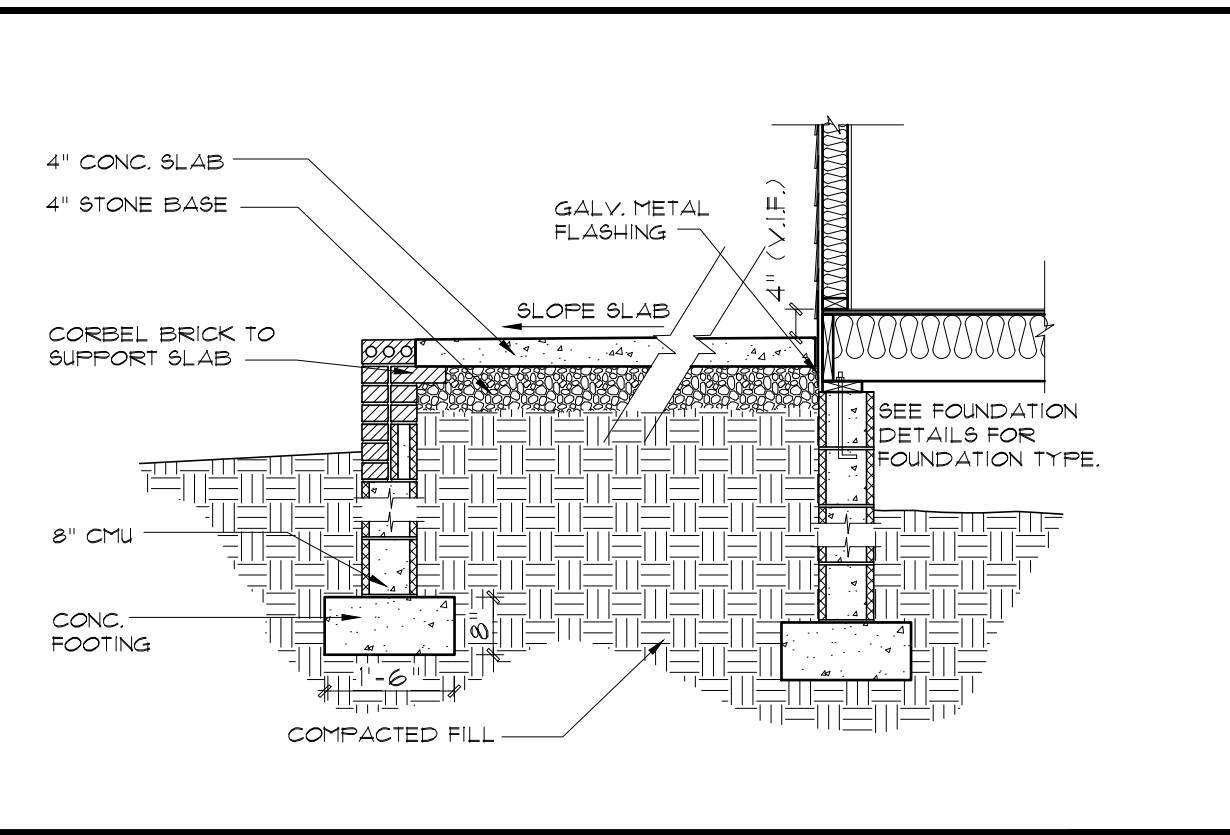 4" CONC. SLAB
4" STONE BASE
GALV. METAL
FLASHING
4" (V.I.F.)
SLOPE SLAB
CORBEL BRICK TO
SUPPORT SLAB
SEE FOUNDATION
DETAILS FOR
FOUNDATION TYPE.
8" CMU
CONC.
FOOTING
8"
1'-6"
COMPACTED FILL